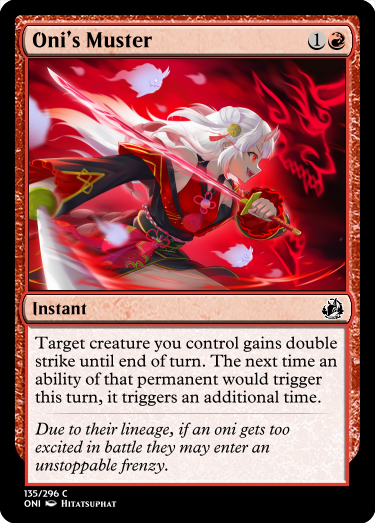 Oni's Muster 1
Instant
Target creature you control gains double
strike until end of turn. The next time an
ability of that permanent would trigger
this turn, it triggers an additional time.
Due to their lineage, if an oni gets too
excited in battle they may enter an
unstoppable frenzy.
135/296 C
ONI Hitatsuphat